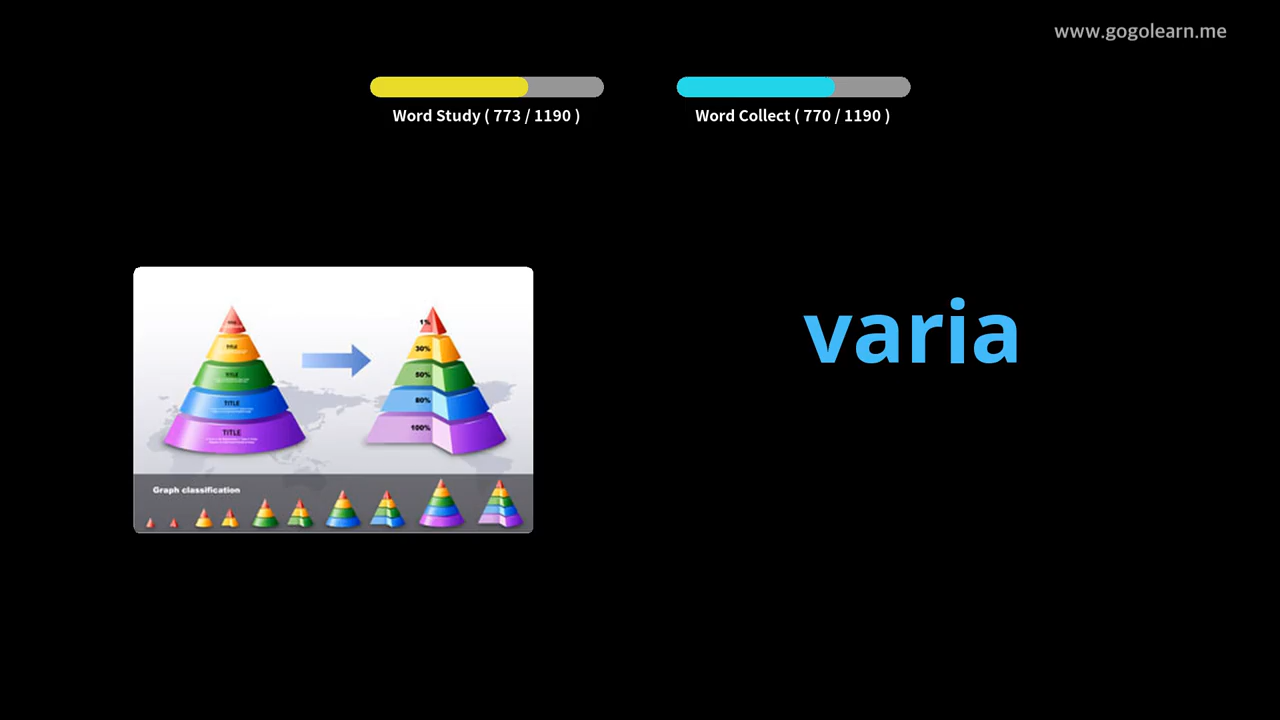 www.gogolearn.me
Word Study ( 773 / 1190 )
Word Collect ( 770 / 1190 )
varia
TITLE
TITLE
TITLE
TITLE
1%
30%
50%
80%
100%
Graph classification